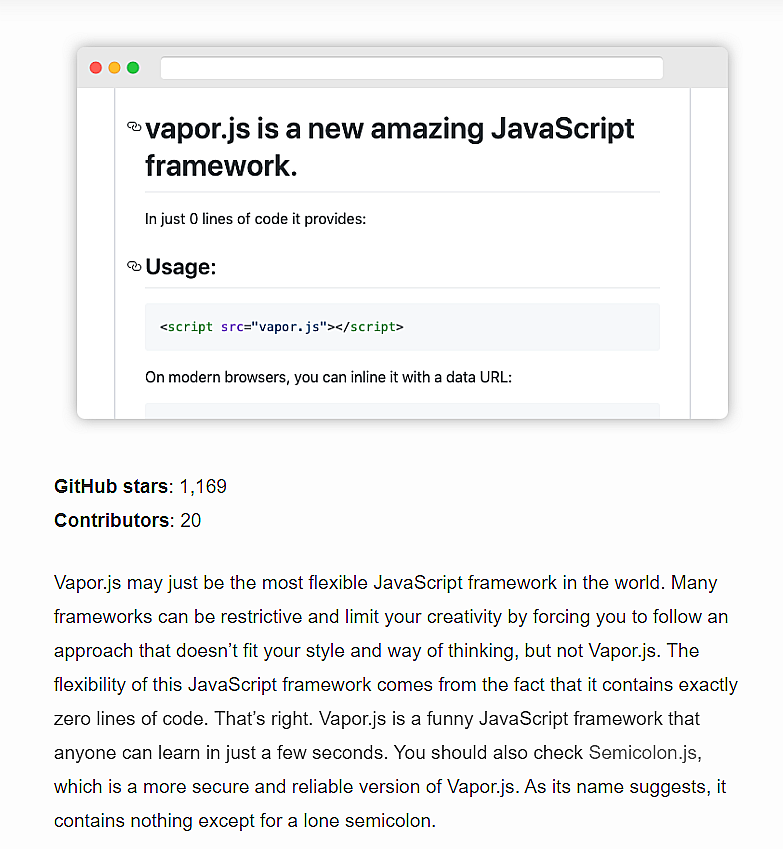 vapor.js is a new amazing JavaScript
framework.
In just 0 lines of code it provides:
Usage:
<script src="vapor.js"></script>
On modern browsers, you can inline it with a data URL:
GitHub stars: 1,169
Contributors: 20
Vapor.js may just be the most flexible JavaScript framework in the world. Many
frameworks can be restrictive and limit your creativity by forcing you to follow an
approach that doesn’t fit your style and way of thinking, but not Vapor.js. The
flexibility of this JavaScript framework comes from the fact that it contains exactly
zero lines of code. That’s right. Vapor.js is a funny JavaScript framework that
anyone can learn in just a few seconds. You should also check Semicolon.js,
which is a more secure and reliable version of Vapor.js. As its name suggests, it
contains nothing except for a lone semicolon.